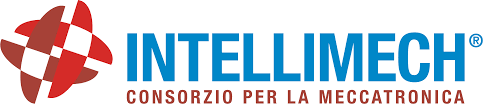 INTELLIMECH®
CONSORZIO PER LA MECCATRONICA